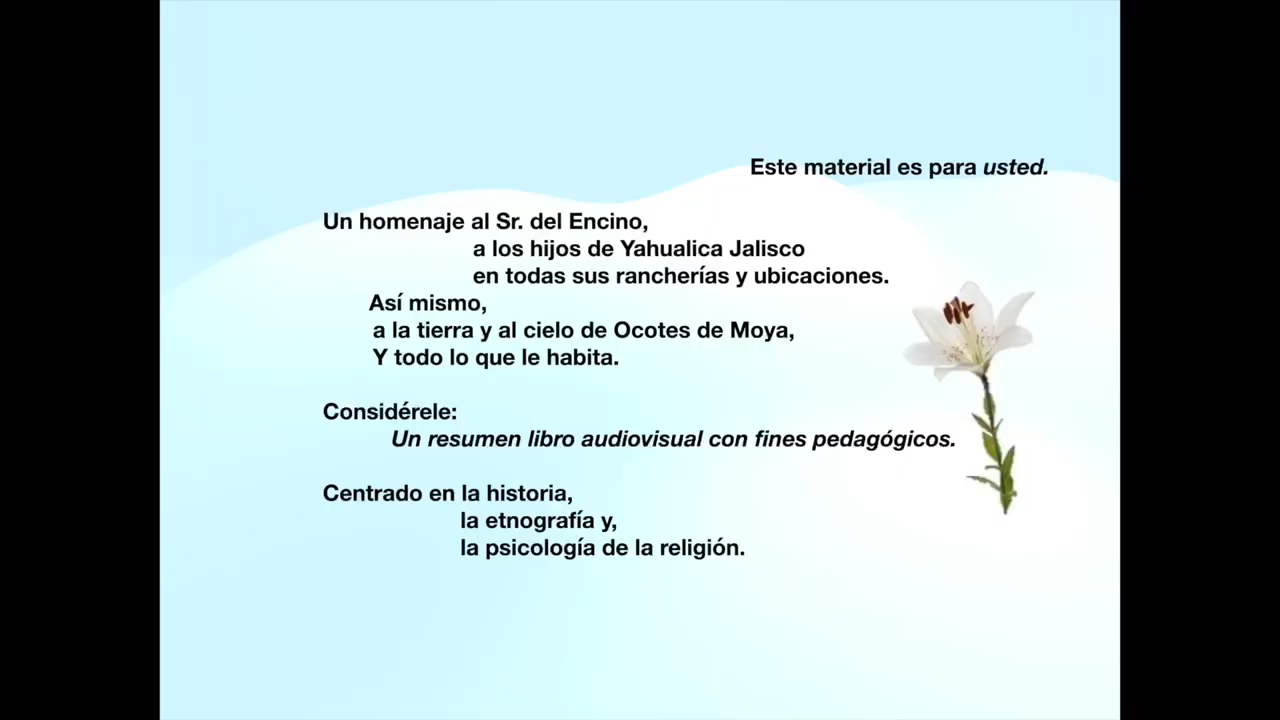 Este material es para usted.
Un homenaje al Sr. del Encino,
a los hijos de Yahualica Jalisco
en todas sus rancherías y ubicaciones.
Así mismo,
a la tierra y al cielo de Ocotes de Moya,
Y todo lo que le habita.
Considérele:
Un resumen libro audiovisual con fines pedagógicos.
Centrado en la historia,
la etnografía y,
la psicología de la religión.